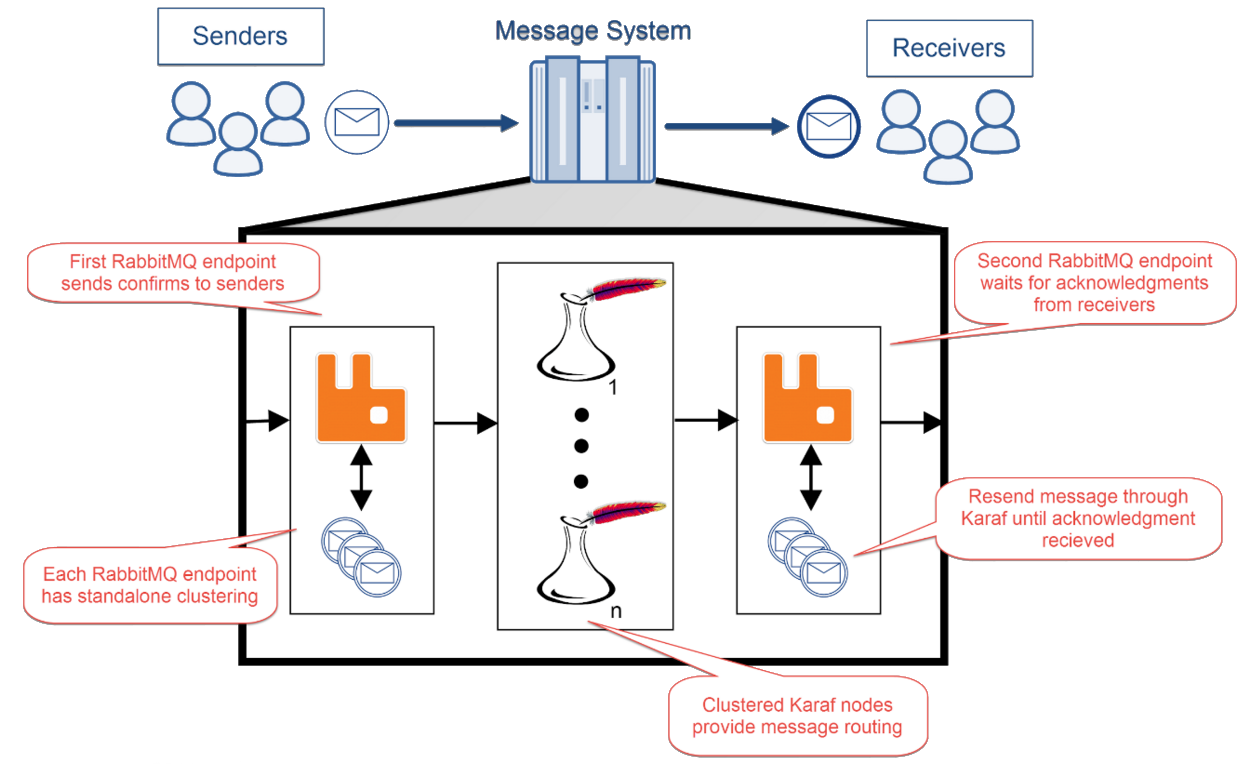 Senders
Message System
Receivers
First RabbitMQ endpoint
sends confirms to senders
Second RabbitMQ endpoint
waits for acknowledgments
from receivers
1
Resend message through
Karaf until acknowledgment
recieved
Each RabbitMQ endpoint
has standalone clustering
n
Clustered Karaf nodes
provide message routing